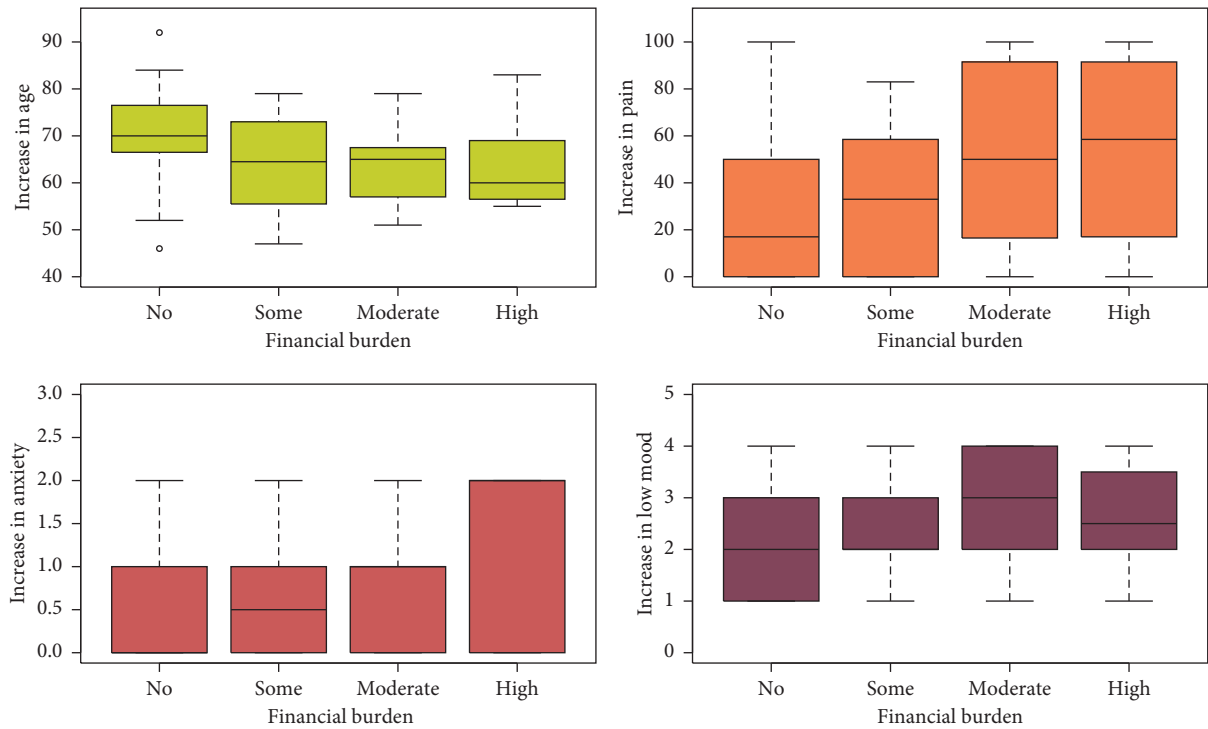 Increase in age
90
80
70
60
50
40
No Some Moderate High
Financial burden
Increase in pain
100
80
60
40
20
0
No Some Moderate High
Financial burden
Increase in anxiety
3.0
2.5
2.0
1.5
1.0
0.5
0.0
No Some Moderate High
Financial burden
Increase in low mood
5
4
3
2
1
0
No Some Moderate High
Financial burden